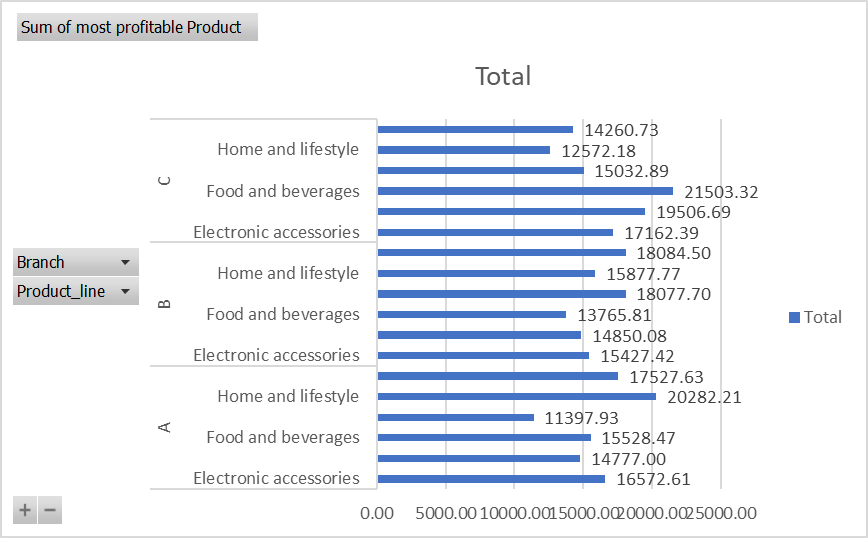 Sum of most profitable Product
Total
C
14260.73
Home and lifestyle 12572.18
15032.89
Food and beverages 21503.32
19506.69
Electronic accessories 17162.39
B
18084.50
Home and lifestyle 15877.77
18077.70
Food and beverages 13765.81
14850.08
Electronic accessories 15427.42
A
17527.63
Home and lifestyle 20282.21
11397.93
Food and beverages 15528.47
14777.00
Electronic accessories 16572.61
0.00 5000.00 10000.00 15000.00 20000.00 25000.00
Branch
Product_line
Total
+ −